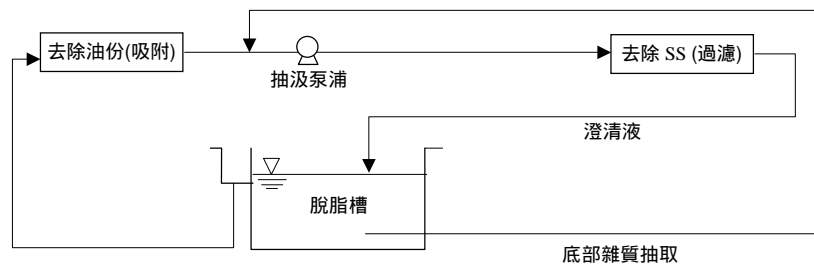 去除油份(吸附)
抽汲泵浦
去除 SS (過濾)
澄清液
脫脂槽
底部雜質抽取